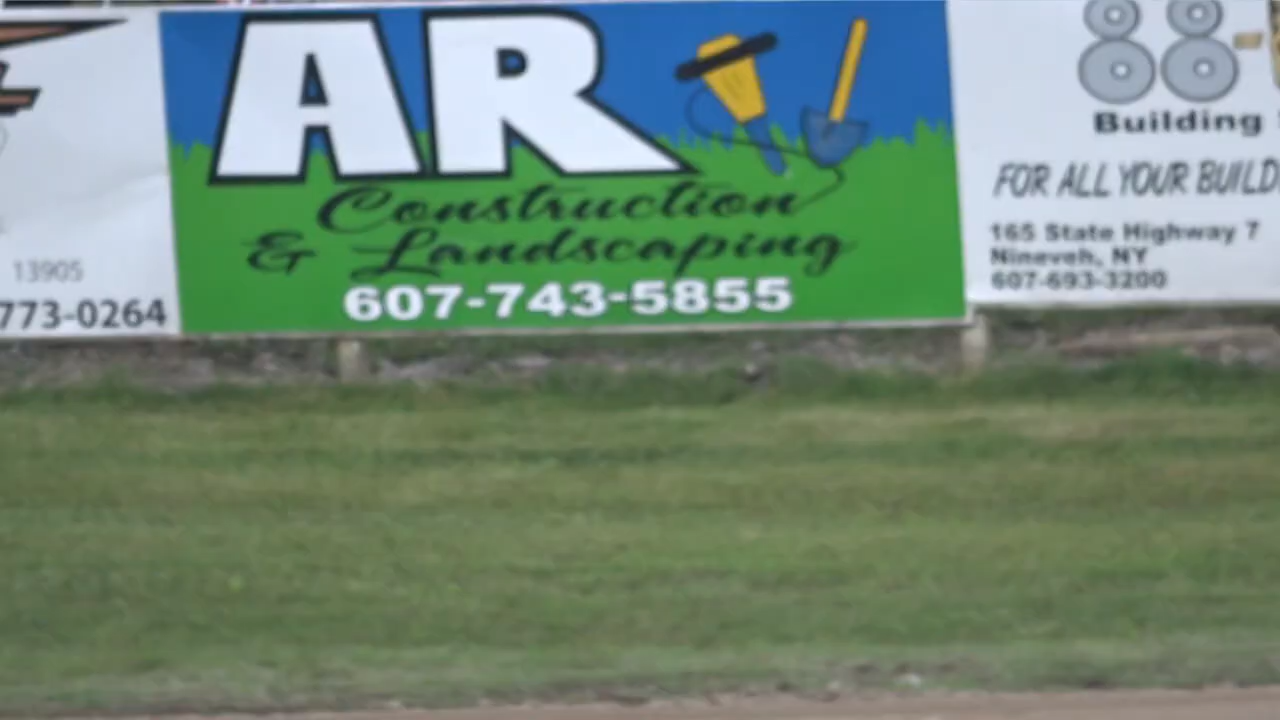 13905
773-0264
AR
Construction
& Landscaping
607-743-5855
88-
Building
FOR ALL YOUR BUILD
165 State Highway 7
Nineveh, NY
607-693-3200